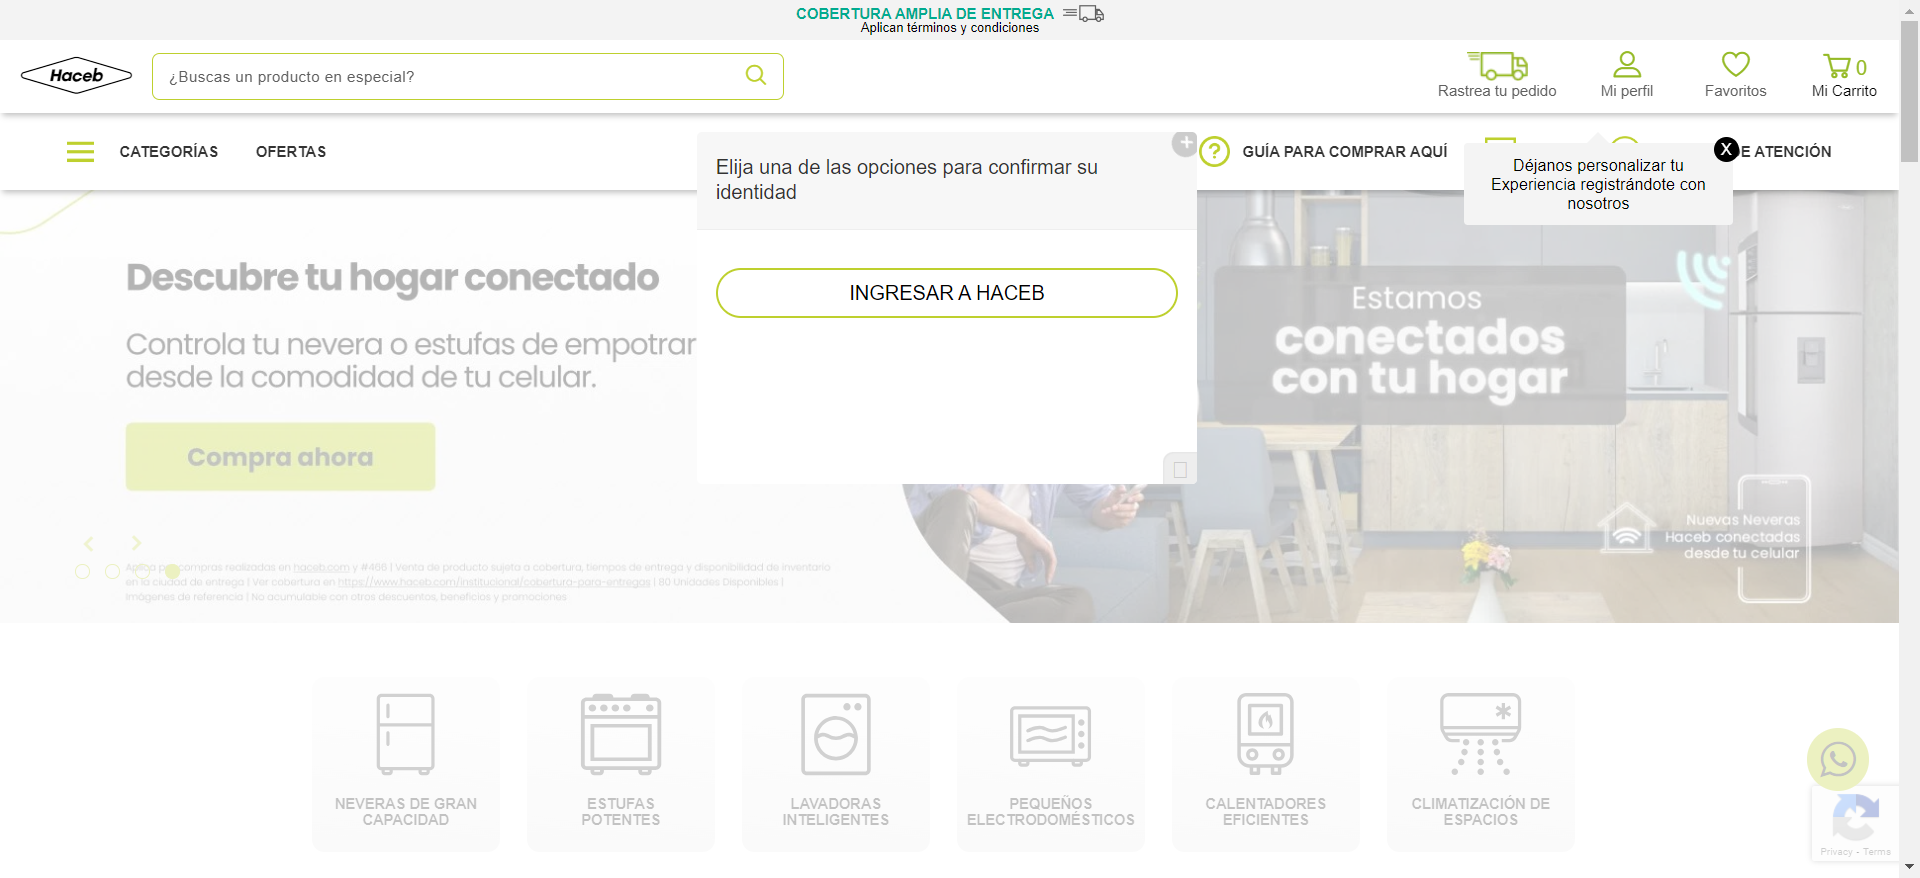 COBERTURA AMPLIA DE ENTREGA
Aplican términos y condiciones
Haceb
¿Buscas un producto en especial?
Rastrea tu pedido
Mi perfil
Favoritos
0
Mi Carrito
CATEGORÍAS
OFERTAS
GUÍA PARA COMPRAR AQUÍ
E ATENCIÓN
X
Déjanos personalizar tu
Experiencia registrándote con
nosotros
Elija una de las opciones para confirmar su
identidad
INGRESAR A HACEB
Descubre tu hogar conectado
Controla tu nevera o estufas de empotrar
desde la comodidad de tu celular.
Compra ahora
Estamos
conectados
con tu hogar
Nuevas Neveras
Haceb conectadas
desde tu celular
Aplica para compras realizadas en haceb.com y #466 | Venta de producto sujeta a cobertura, tiempos de entrega y disponibilidad de inventario
en la ciudad de entrega | Ver cobertura en https://www.haceb.com/institucional/cobertura-para-entregas | 80 Unidades Disponibles |
Imágenes de referencia | No acumulable con otros descuentos, beneficios y promociones
NEVERAS DE GRAN
CAPACIDAD
ESTUFAS
POTENTES
LAVADORAS
INTELIGENTES
PEQUEÑOS
ELECTRODOMÉSTICOS
CALENTADORES
EFICIENTES
CLIMATIZACIÓN DE
ESPACIOS
Privacy - Terms